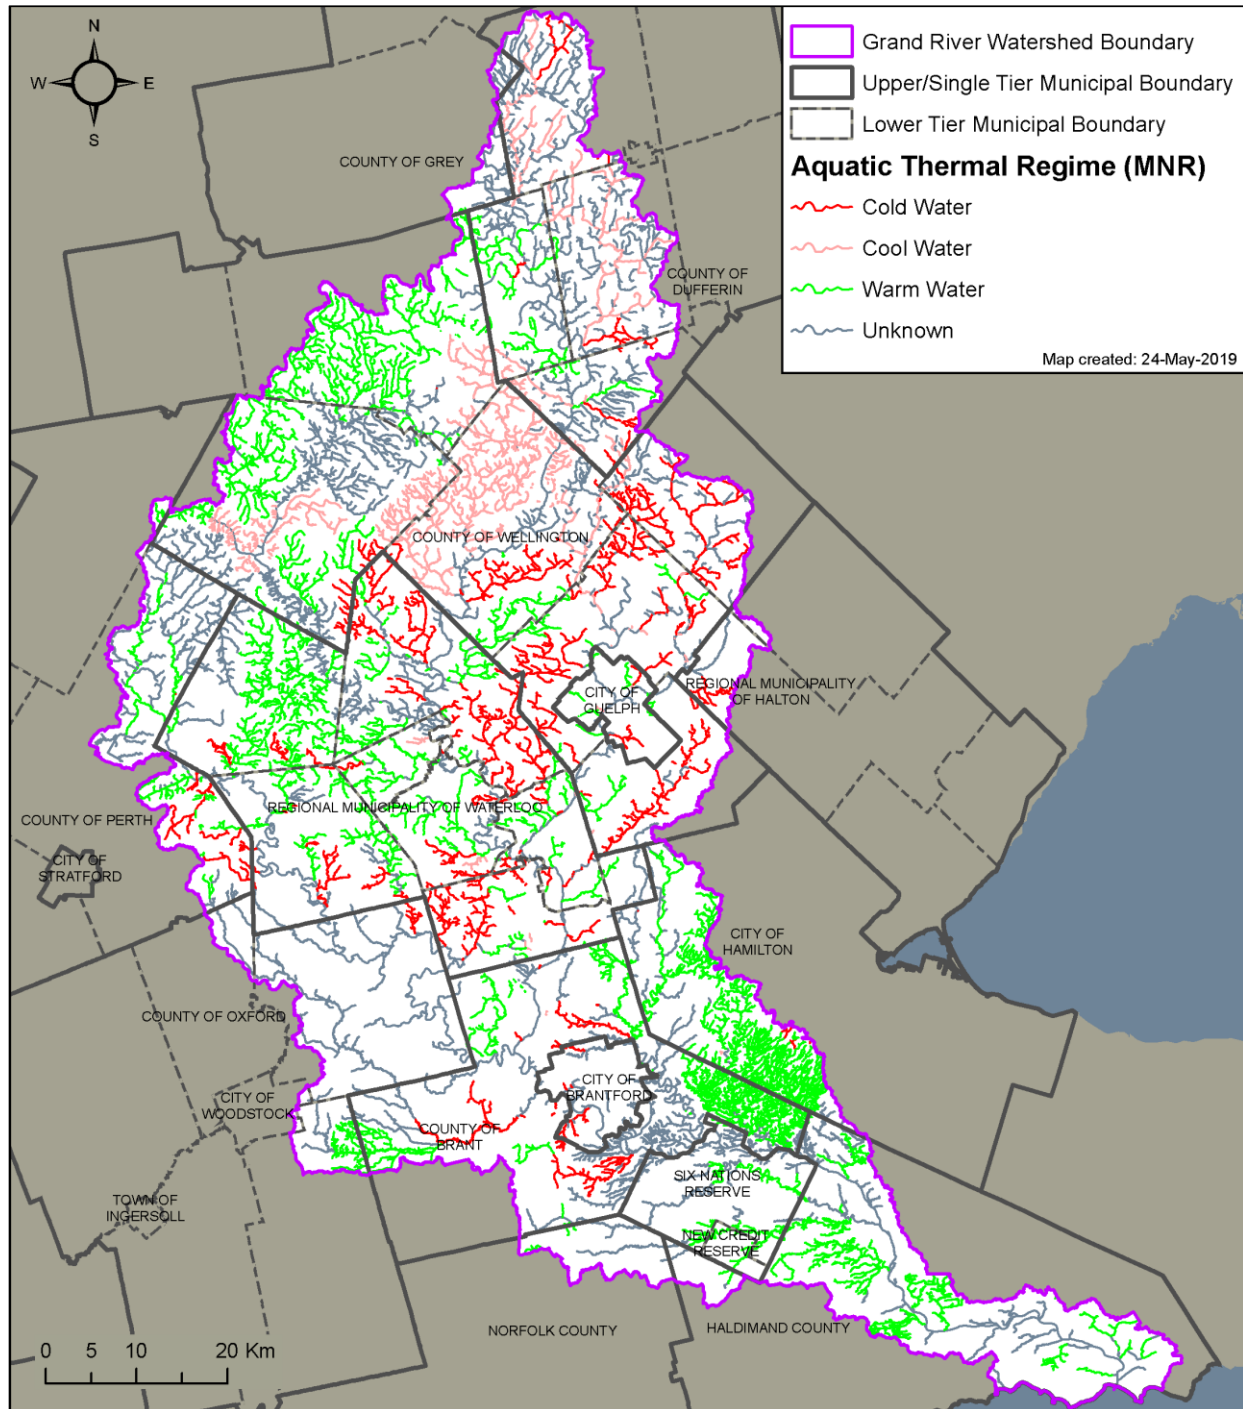 N
W
E
S
Grand River Watershed Boundary
Upper/Single Tier Municipal Boundary
Lower Tier Municipal Boundary
Aquatic Thermal Regime (MNR)
Cold Water
Cool Water
Warm Water
Unknown
Map created: 24-May-2019
COUNTY OF GREY
COUNTY OF
DUFFERIN
COUNTY OF WELLINGTON
CITY OF
GUELPH
REGIONAL MUNICIPALITY
OF HALTON
REGIONAL MUNICIPALITY OF WATERLOO
COUNTY OF PERTH
CITY OF
STRATFORD
CITY OF
HAMILTON
COUNTY OF OXFORD
CITY OF
WOODSTOCK
CITY OF
BRANTFORD
COUNTY OF
BRANT
SIX NATIONS
RESERVE
TOWN OF
INGERSOLL
NEW CREDIT
RESERVE
NORFOLK COUNTY
HALDIMAND COUNTY
0 5 10 20 Km